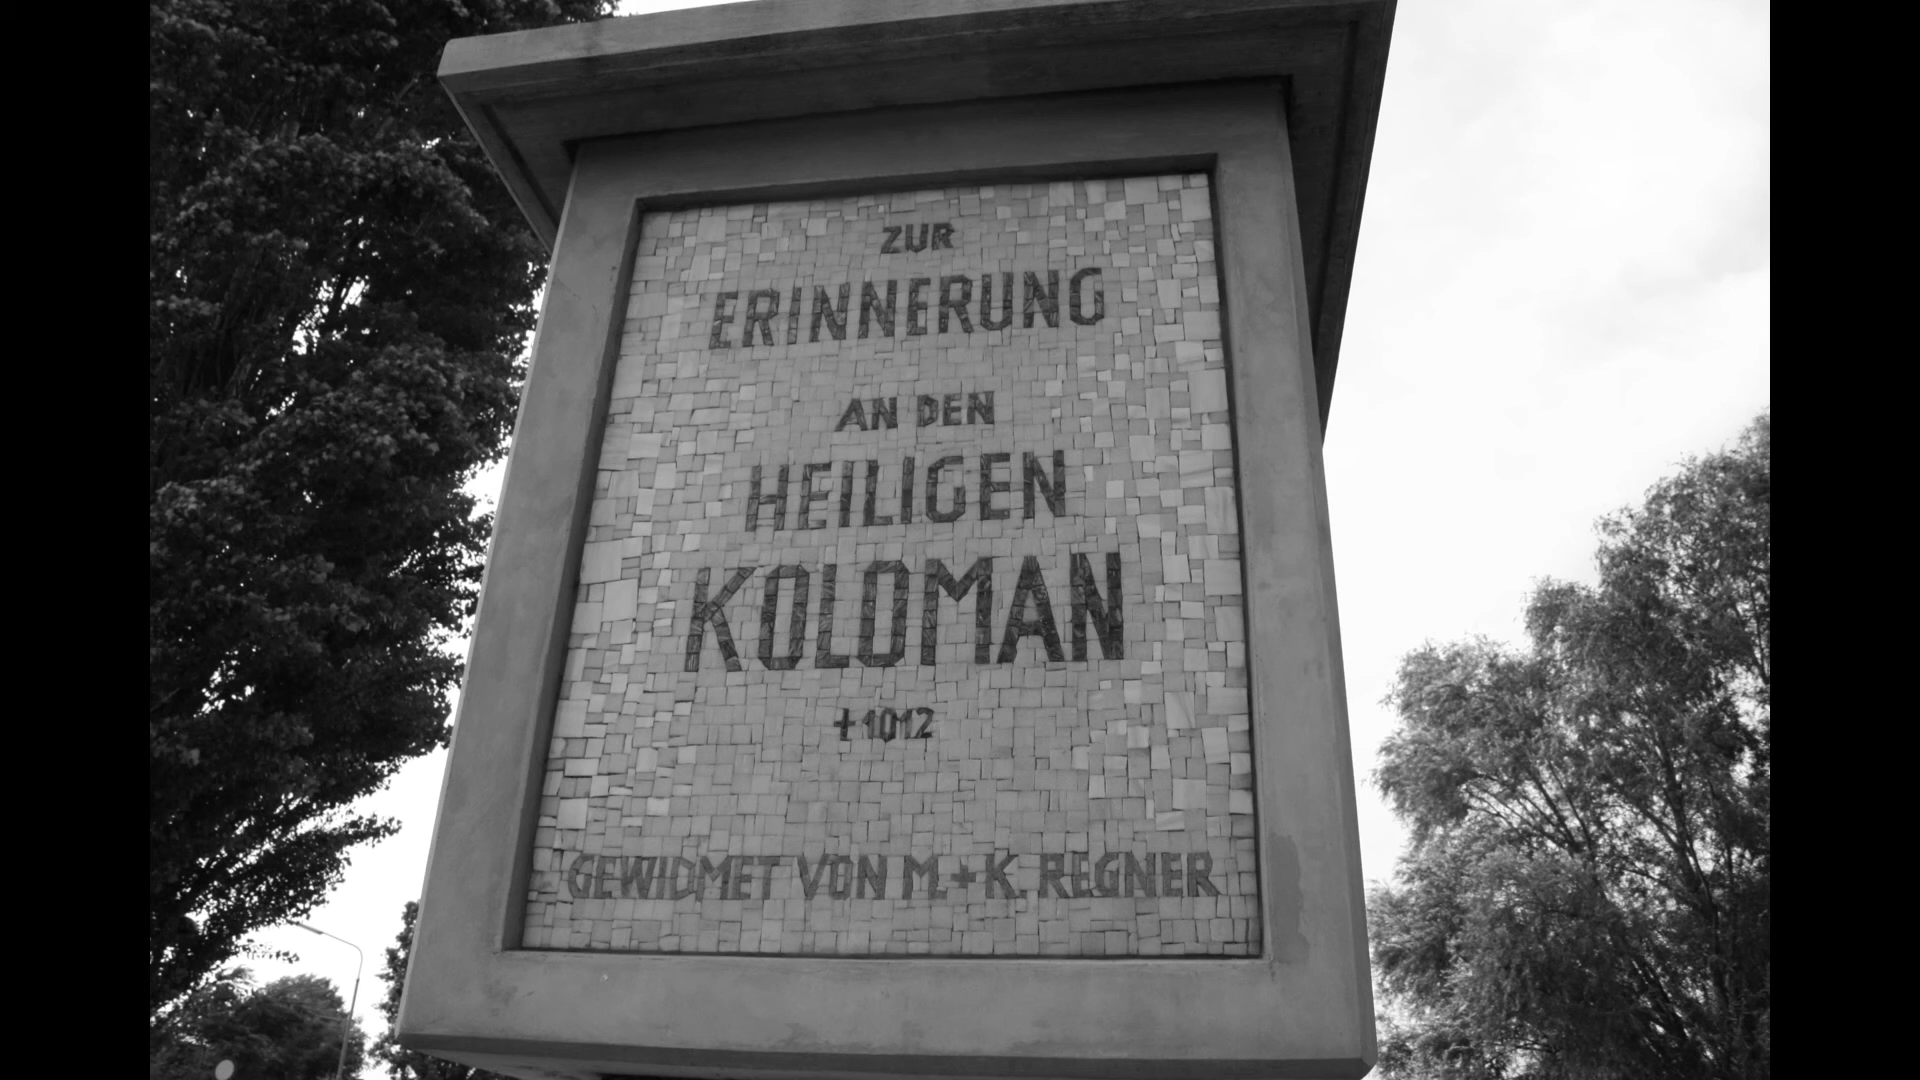 ZUR
ERINNERUNG
AN DEN
HEILIGEN
KOLOMAN
†1012
GEWIDMET VON M.+K. REGNER